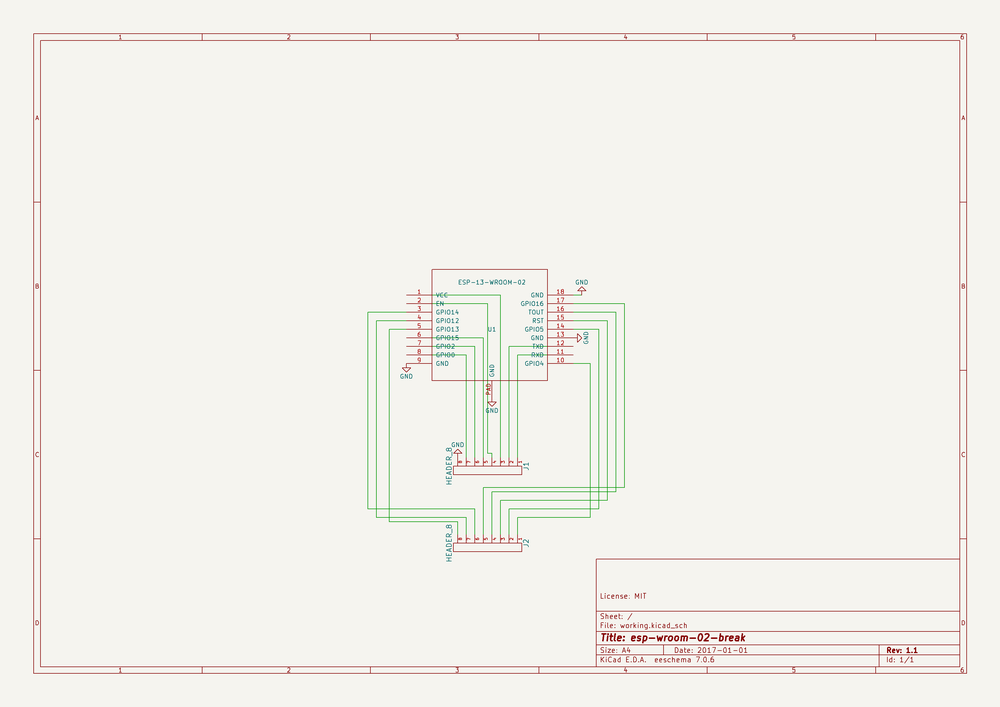 1 2 3 4 5 6
A A
B B
C C
D D
ESP-13-WROOM-02
U1
1 VCC
2 EN
3 GPIO14
4 GPIO12
5 GPIO13
6 GPIO15
7 GPIO2
8 GPIO0
9 GND
GND
18 GND
17 GPIO16
16 TOUT
15 RST
14 GPIO5
13 GND
12 TXD
11 RXD
10 GPIO4
GND
GND
GND
PAD
GND
GND
HEADER_8
8 7 6 5 4 3 2 1
J1
HEADER_8
8 7 6 5 4 3 2 1
J2
License: MIT
Sheet: /
File: working.kicad_sch
Title: esp-wroom-02-break
Size: A4 Date: 2017-01-01 Rev: 1.1
KiCad E.D.A. eeschema 7.0.6 Id: 1/1
1 2 3 4 5 6